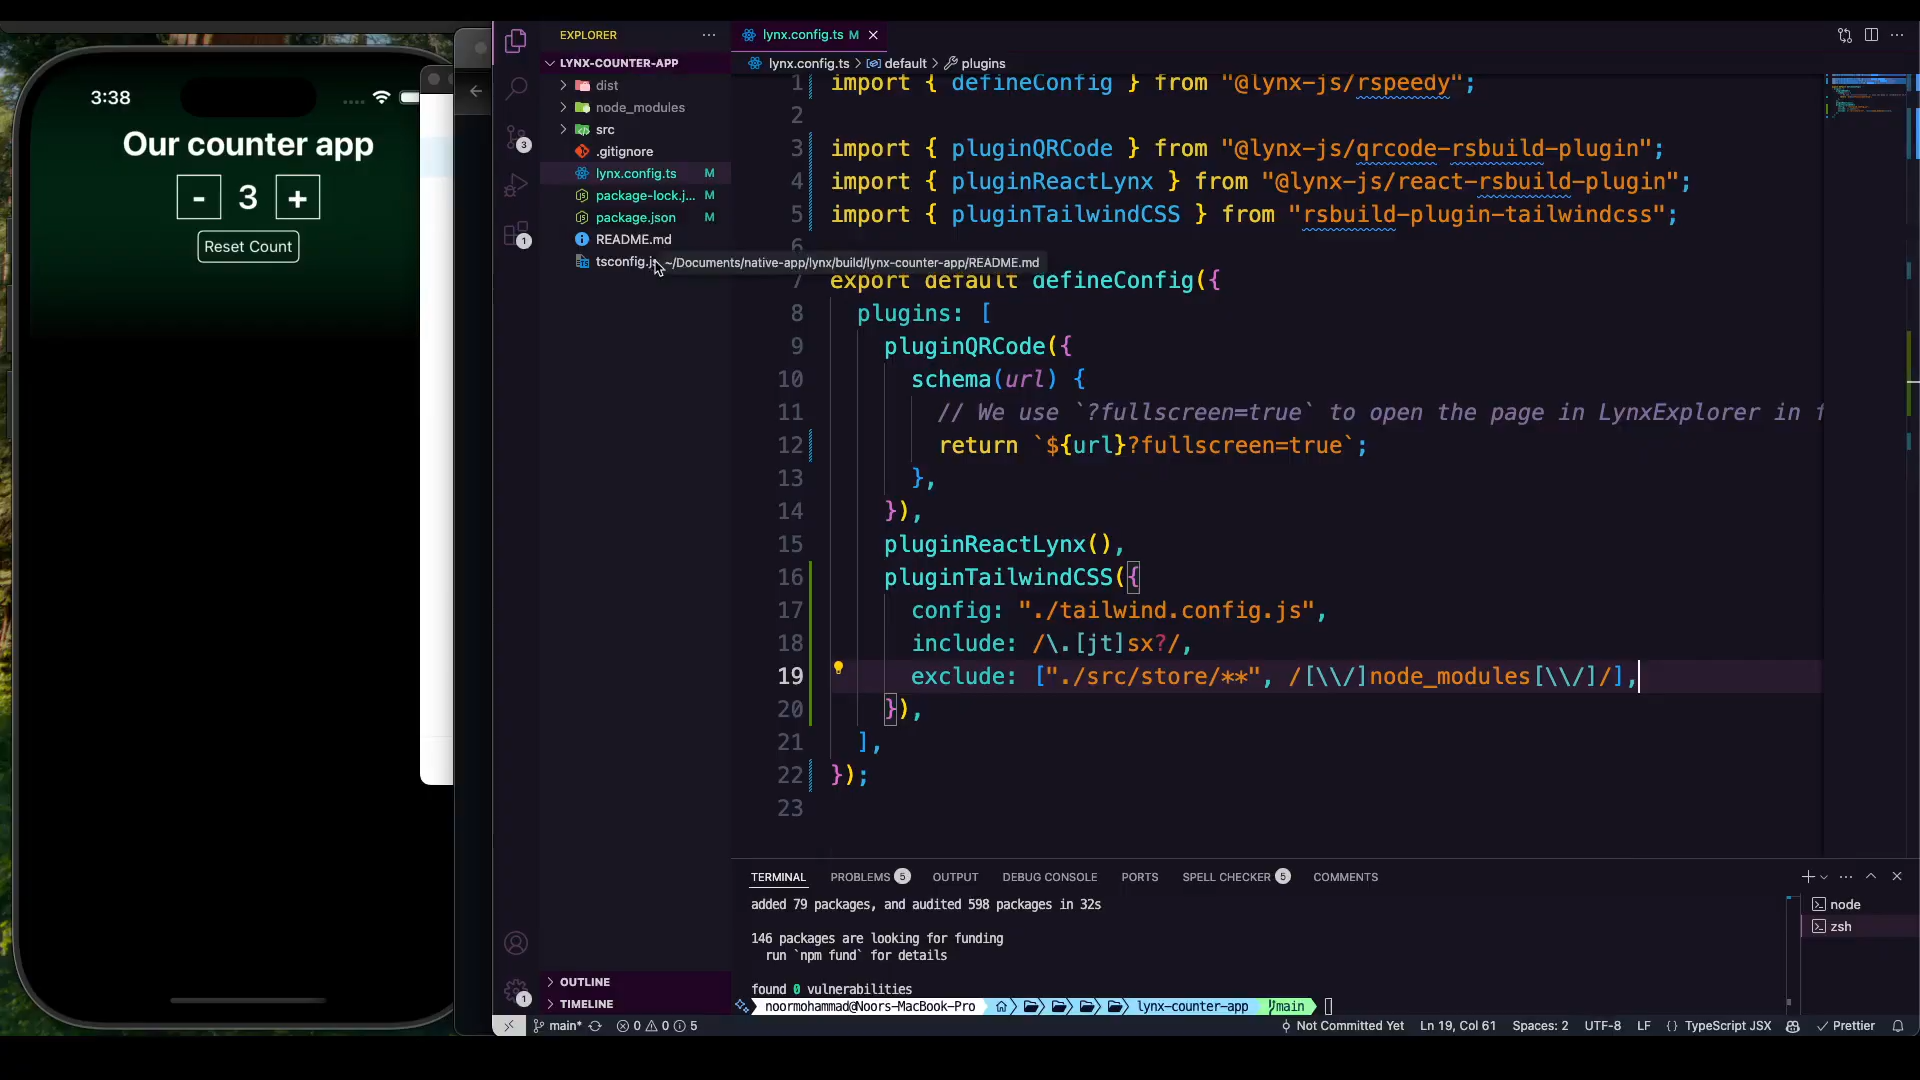 3:38
Our counter app
- 3 +
Reset Count
EXPLORER
LYNX-COUNTER-APP
dist
node_modules
src
.gitignore
lynx.config.ts M
package-lock.j... M
package.json M
README.md
tsconfig.js
~/Documents/native-app/lynx/build/lynx-counter-app/README.md
3
1
1
OUTLINE
TIMELINE
lynx.config.ts M
lynx.config.ts > default > plugins
1 import { defineConfig } from "@lynx-js/rspeedy";
2
3 import { pluginQRCode } from "@lynx-js/qrcode-rsbuild-plugin";
4 import { pluginReactLynx } from "@lynx-js/react-rsbuild-plugin";
5 import { pluginTailwindCSS } from "rsbuild-plugin-tailwindcss";
6
7 export default defineConfig({
8 plugins: [
9 pluginQRCode({
10 schema(url) {
11 // We use `?fullscreen=true` to open the page in LynxExplorer in f
12 return `${url}?fullscreen=true`;
13 },
14 }),
15 pluginReactLynx(),
16 pluginTailwindCSS({
17 config: "./tailwind.config.js",
18 include: /\.[jt]sx?/,
19 exclude: ["./src/store/**", /[\\/]node_modules[\\/]/],
20 }),
21 ],
22 });
23
TERMINAL PROBLEMS 5 OUTPUT DEBUG CONSOLE PORTS SPELL CHECKER 5 COMMENTS
added 79 packages, and audited 598 packages in 32s
146 packages are looking for funding
run `npm fund` for details
found 0 vulnerabilities
noormohammad@Noors-MacBook-Pro lynx-counter-app main
node
zsh
main* 0 0 5 Not Committed Yet Ln 19, Col 61 Spaces: 2 UTF-8 LF {} TypeScript JSX Prettier